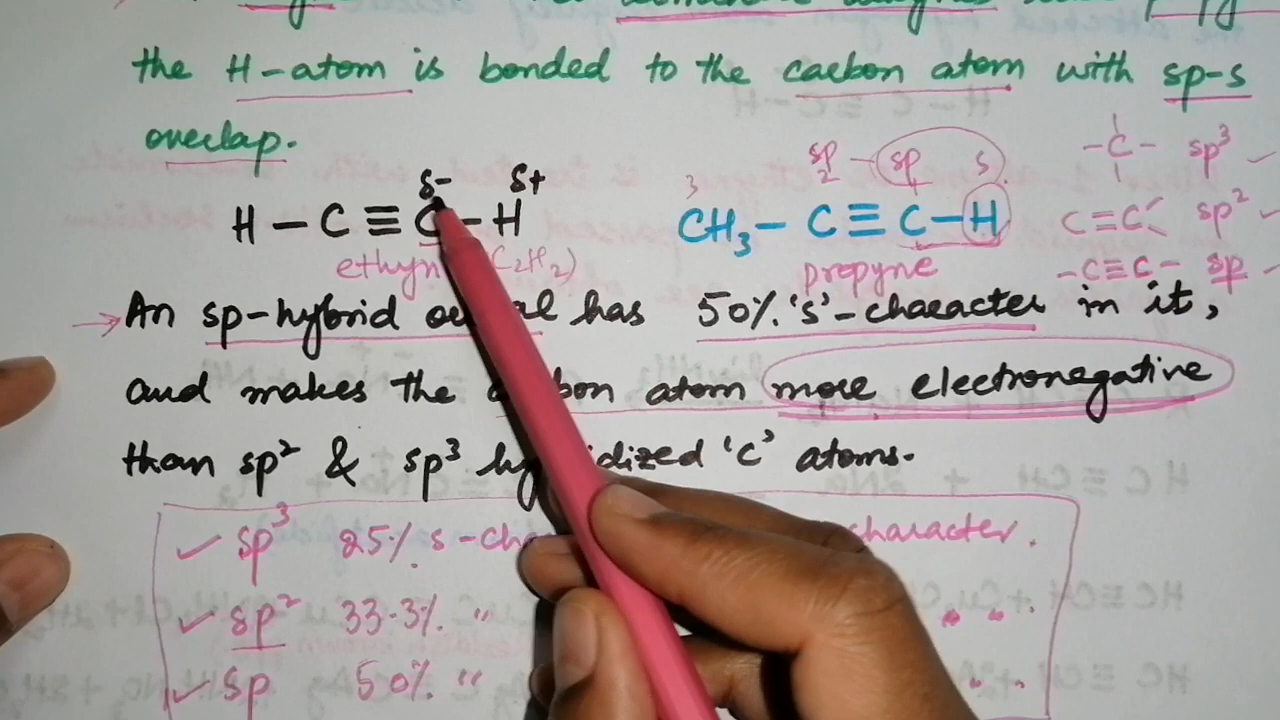 the H-atom is bonded to the carbon atom with sp-s
overlap.
δ- δ+
H – C ≡ C – H
(C₂H₂)
3 sp sp s
2
CH₃ – C ≡ C – H
propyne
-C- sp³
C=C sp²
-C≡C- sp
→ An sp-hybrid has 50% 's'-character in it,
and makes the atom more electronegative
than sp² & sp³ 'c' atoms.
✓ sp³ 25% character.
✓ sp² 33.3% "
✓ sp 50% "